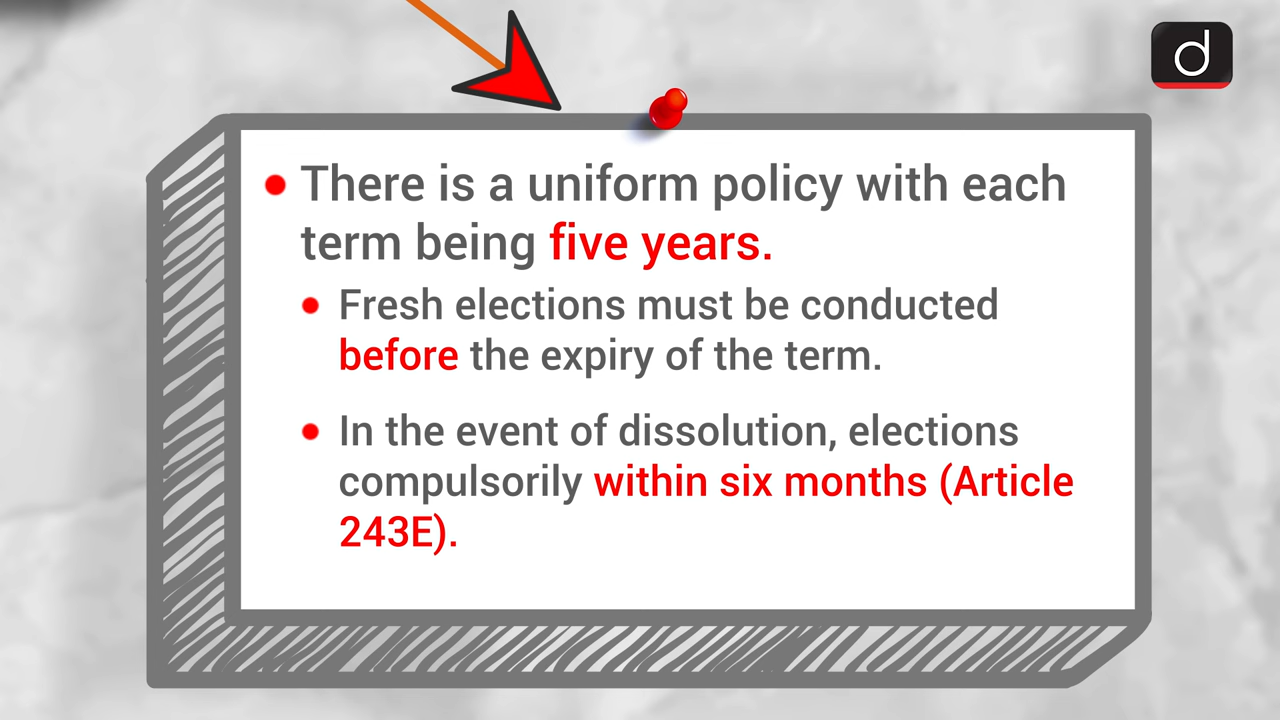 d
There is a uniform policy with each
term being five years.
Fresh elections must be conducted
before the expiry of the term.
In the event of dissolution, elections
compulsorily within six months (Article
243E).